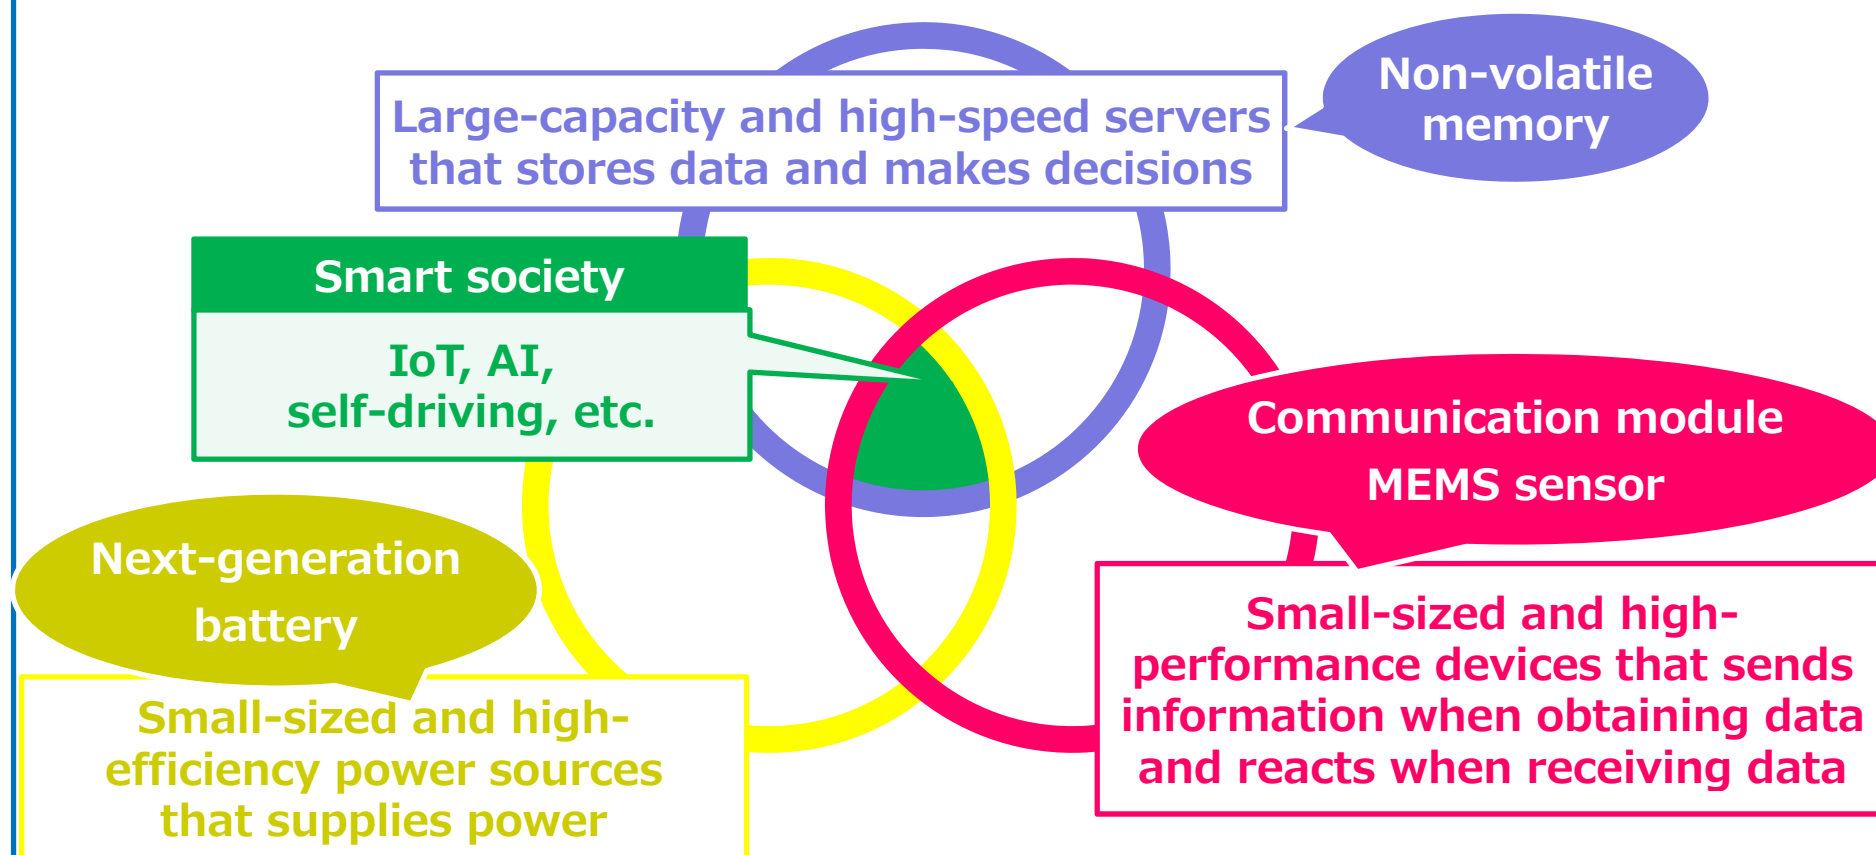 Non-volatile
memory
Large-capacity and high-speed servers
that stores data and makes decisions
Smart society
IoT, AI,
self-driving, etc.
Communication module
MEMS sensor
Next-generation
battery
Small-sized and high-
performance devices that sends
information when obtaining data
and reacts when receiving data
Small-sized and high-
efficiency power sources
that supplies power